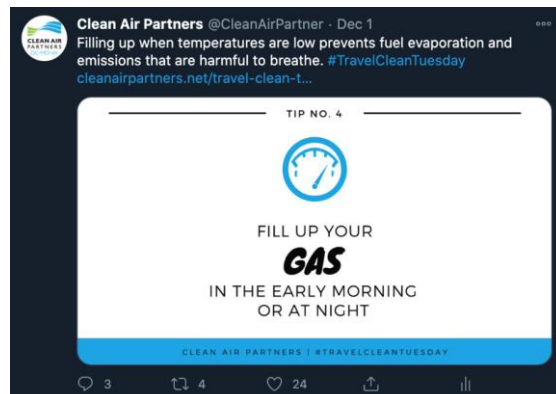 Clean Air Partners @CleanAirPartner · Dec 1
Filling up when temperatures are low prevents fuel evaporation and
emissions that are harmful to breathe. #TravelCleanTuesday
cleanairpartners.net/travel-clean-t...
CLEAN AIR
PARTNERS
TIP NO. 4
FILL UP YOUR
GAS
IN THE EARLY MORNING
OR AT NIGHT
CLEAN AIR PARTNERS | #TRAVELCLEANTUESDAY
3 4 24